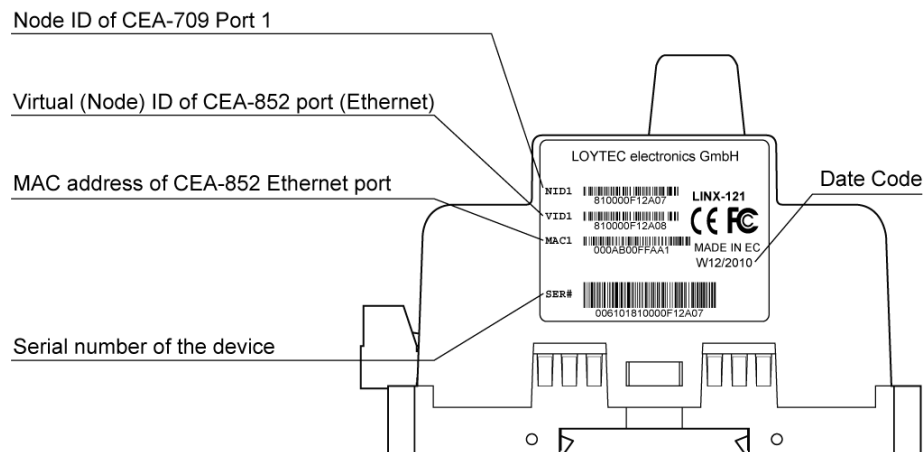 Node ID of CEA-709 Port 1
Virtual (Node) ID of CEA-852 port (Ethernet)
MAC address of CEA-852 Ethernet port
Serial number of the device
Date Code
LOYTEC electronics GmbH
NID1
810000F12A07
VID1
810000F12A08
MAC1
000AB00FFAA1
SER#
006101810000F12A07
LINX-121
CE FC
MADE IN EC
W12/2010